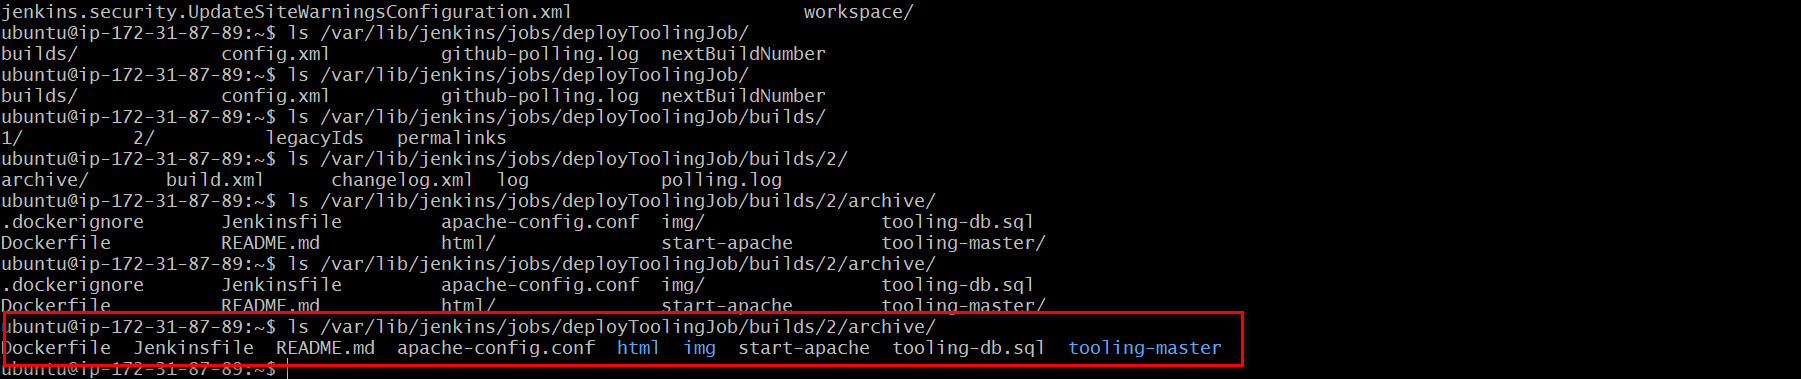 jenkins.security.UpdateSiteWarningsConfiguration.xml                     workspace/
ubuntu@ip-172-31-87-89:~$ ls /var/lib/jenkins/jobs/deployToolingJob/
builds/             config.xml          github-polling.log  nextBuildNumber
ubuntu@ip-172-31-87-89:~$ ls /var/lib/jenkins/jobs/deployToolingJob/
builds/             config.xml          github-polling.log  nextBuildNumber
ubuntu@ip-172-31-87-89:~$ ls /var/lib/jenkins/jobs/deployToolingJob/builds/
1/          2/          legacyIds   permalinks
ubuntu@ip-172-31-87-89:~$ ls /var/lib/jenkins/jobs/deployToolingJob/builds/2/
archive/       build.xml      changelog.xml  log            polling.log
ubuntu@ip-172-31-87-89:~$ ls /var/lib/jenkins/jobs/deployToolingJob/builds/2/archive/
.dockerignore       Jenkinsfile         apache-config.conf  img/                tooling-db.sql
Dockerfile          README.md           html/               start-apache        tooling-master/
ubuntu@ip-172-31-87-89:~$ ls /var/lib/jenkins/jobs/deployToolingJob/builds/2/archive/
.dockerignore       Jenkinsfile         apache-config.conf  img/                tooling-db.sql
Dockerfile          README.md           html/               start-apache        tooling-master/
ubuntu@ip-172-31-87-89:~$ ls /var/lib/jenkins/jobs/deployToolingJob/builds/2/archive/
Dockerfile  Jenkinsfile  README.md  apache-config.conf  html  img  start-apache  tooling-db.sql  tooling-master
ubuntu@ip-172-31-87-89:~$